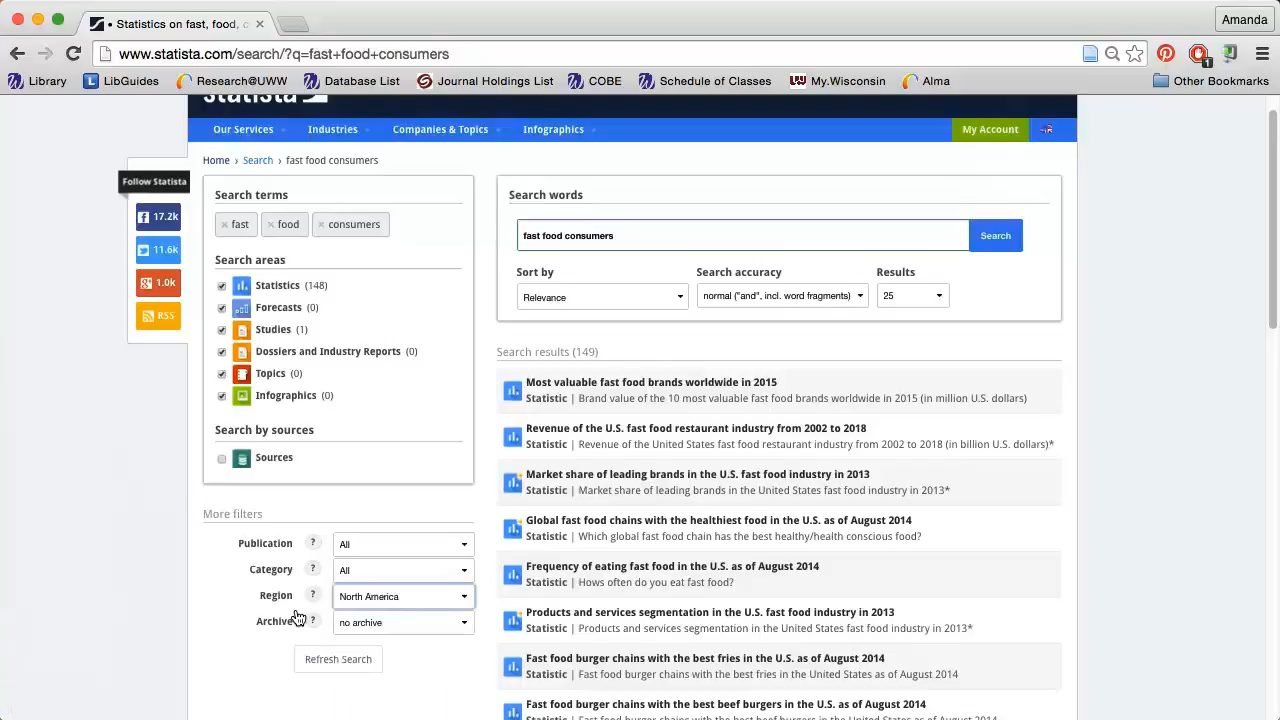 Statistics on fast, food, c
Amanda
www.statista.com/search/?q=fast+food+consumers
1
Library
LibGuides
Research@UWW
Database List
Journal Holdings List
COBE
Schedule of Classes
My.Wisconsin
Alma
Other Bookmarks
statista
Our Services
Industries
Companies & Topics
Infographics
My Account
Home › Search › fast food consumers
Follow Statista
17.2k
11.6k
1.0k
RSS
Search terms
× fast
× food
× consumers
Search areas
Statistics (148)
Forecasts (0)
Studies (1)
Dossiers and Industry Reports (0)
Topics (0)
Infographics (0)
Search by sources
Sources
More filters
Publication ? All
Category ? All
Region ? North America
Archive ? no archive
Refresh Search
Search words
fast food consumers
Search
Sort by
Search accuracy
Results
Relevance
normal ("and", incl. word fragments)
25
Search results (149)
Most valuable fast food brands worldwide in 2015
Statistic | Brand value of the 10 most valuable fast food brands worldwide in 2015 (in million U.S. dollars)
Revenue of the U.S. fast food restaurant industry from 2002 to 2018
Statistic | Revenue of the United States fast food restaurant industry from 2002 to 2018 (in billion U.S. dollars)*
Market share of leading brands in the U.S. fast food industry in 2013
Statistic | Market share of leading brands in the United States fast food industry in 2013*
Global fast food chains with the healthiest food in the U.S. as of August 2014
Statistic | Which global fast food chain has the best healthy/health conscious food?
Frequency of eating fast food in the U.S. as of August 2014
Statistic | Hows often do you eat fast food?
Products and services segmentation in the U.S. fast food industry in 2013
Statistic | Products and services segmentation in the United States fast food industry in 2013*
Fast food burger chains with the best fries in the U.S. as of August 2014
Statistic | Fast food burger chains with the best fries in the United States as of August 2014
Fast food burger chains with the best beef burgers in the U.S. as of August 2014